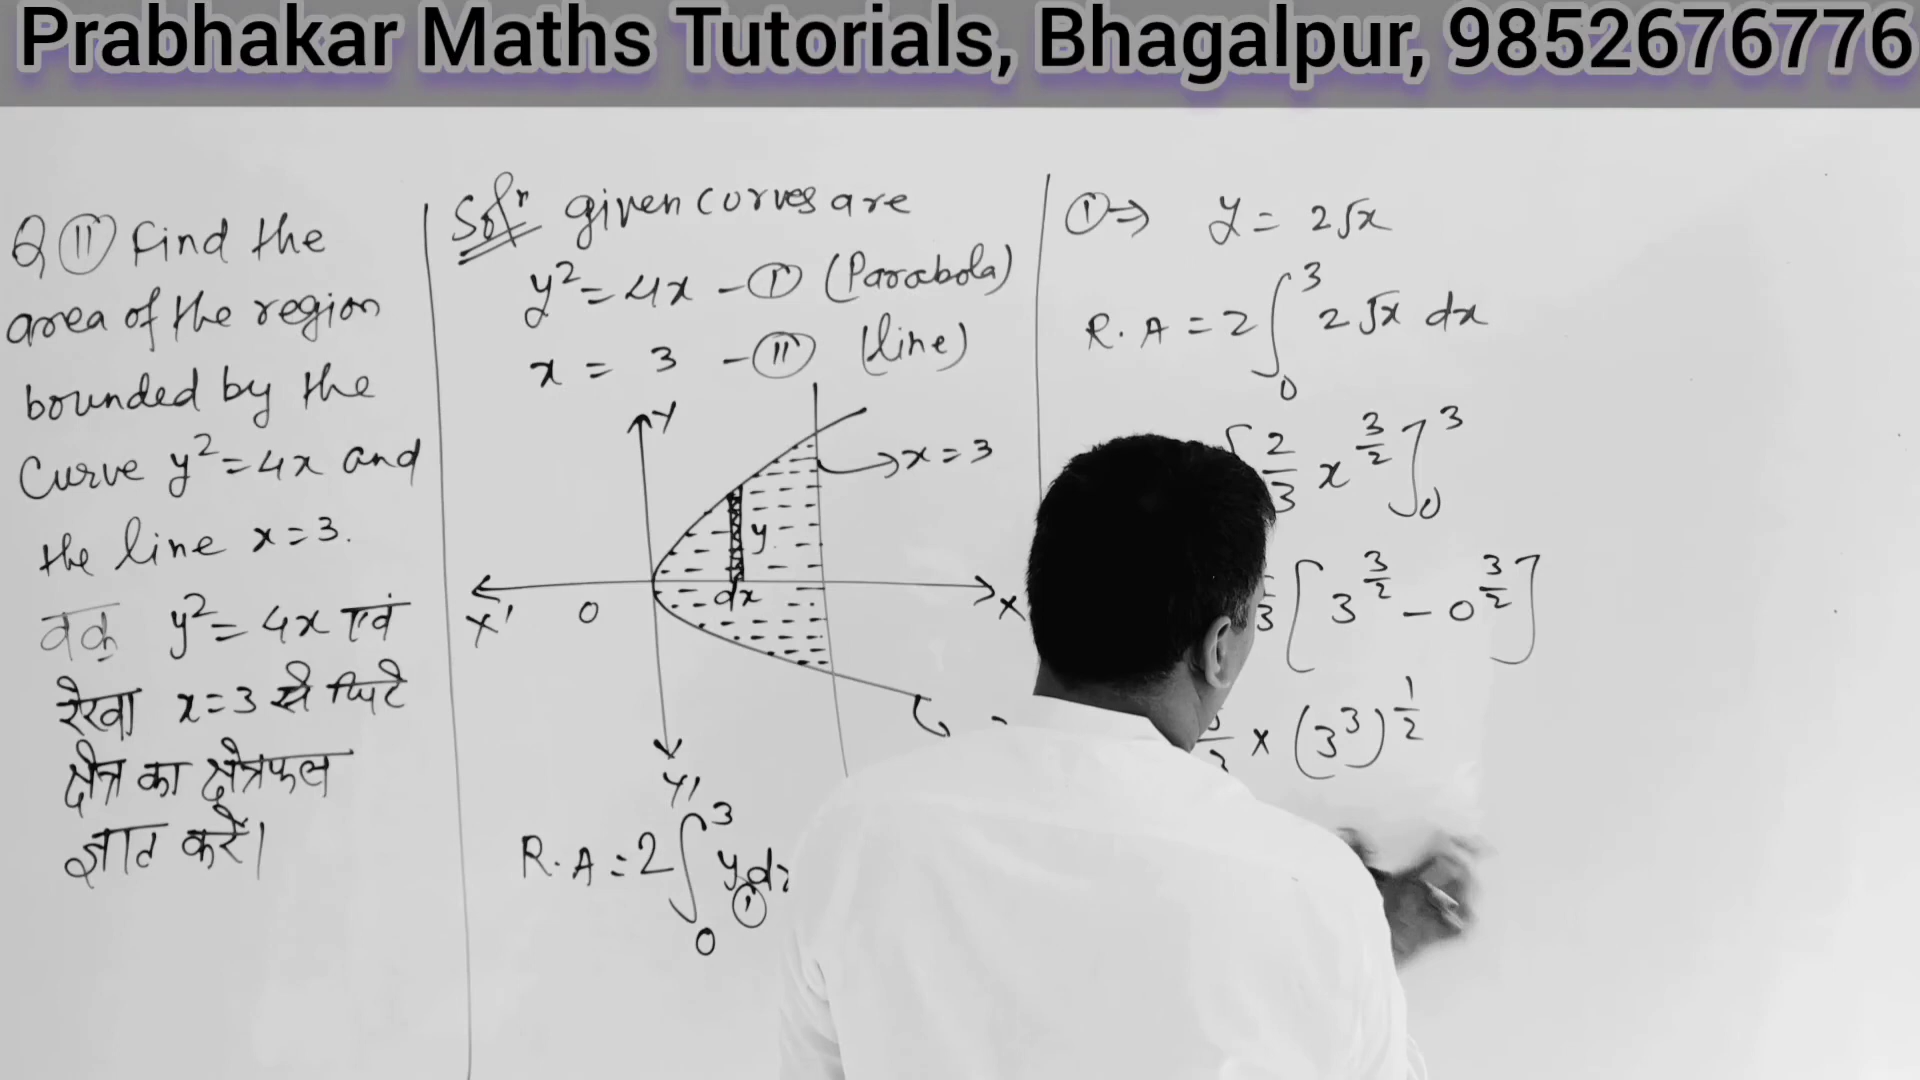 Prabhakar Maths Tutorials, Bhagalpur, 9852676776
Q (II) Find the
area of the region
bounded by the
Curve y² = 4x and
the line x = 3.
वक्र y² = 4x एवं
रेखा x = 3 से घिरे
क्षेत्र का क्षेत्रफल
ज्ञात करें।
Solⁿ given curves are
y² = 4x - (I) (Parabola)
x = 3 - (II) (line)
Y
x = 3
y
dx
X' O X
Y'
R. A = 2 ∫₀³ y dx
(I)
(I) ⇒ y = 2√x
R. A = 2 ∫₀³ 2√x dx
[2/3 x^3/2]₀³
3 [3^3/2 - 0^3/2]
× (3³)^1/2